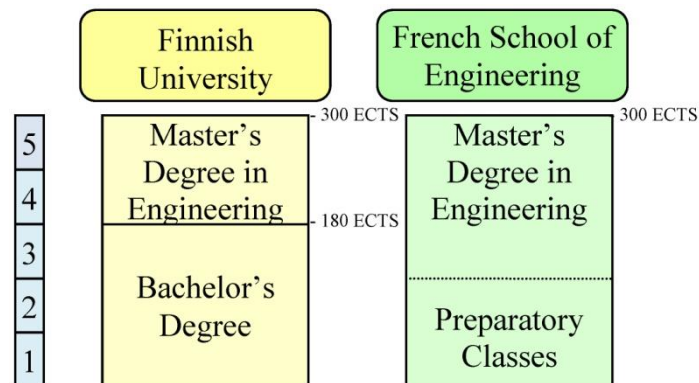 Finnish
University
French School of
Engineering
5
4
3
2
1
Master’s
Degree in
Engineering
Bachelor’s
Degree
- 300 ECTS
- 180 ECTS
Master’s
Degree in
Engineering
Preparatory
Classes
300 ECTS